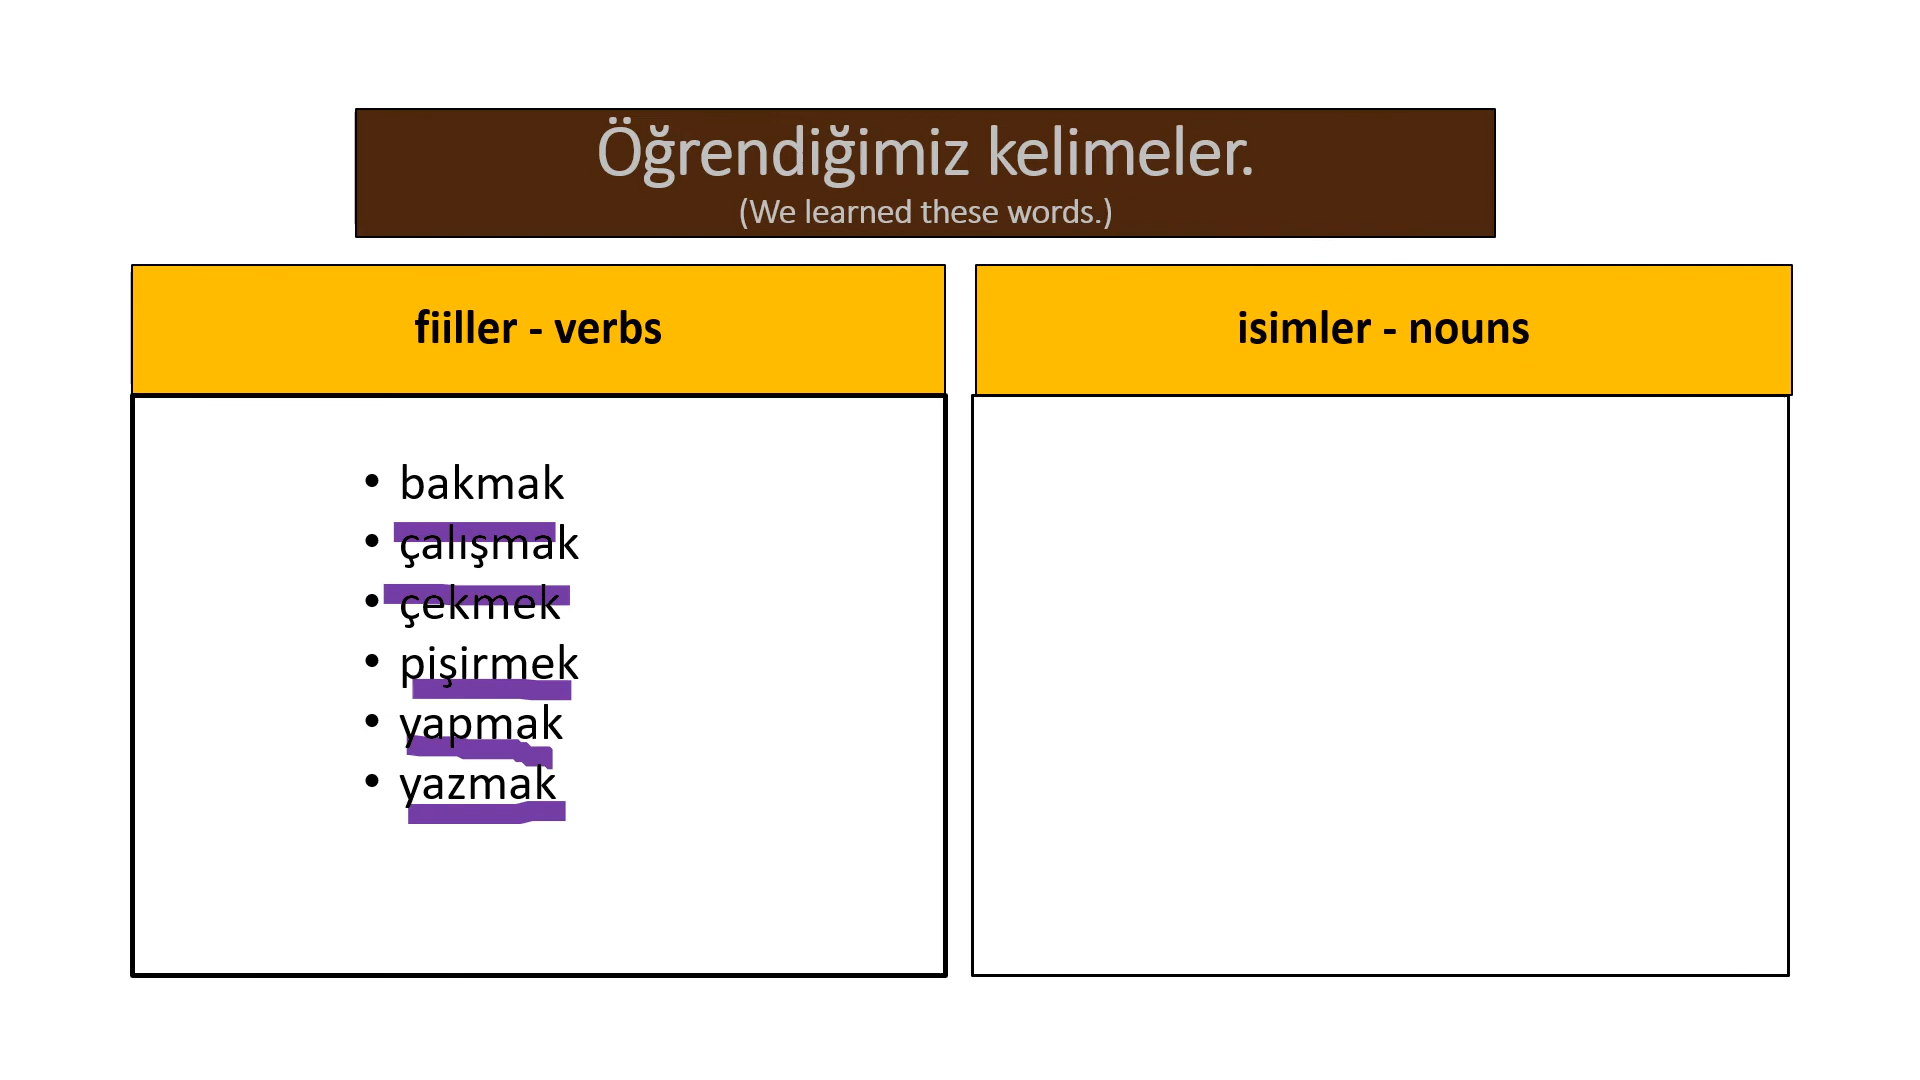 Öğrendiğimiz kelimeler.
(We learned these words.)
fiiller - verbs
• bakmak
• çalışmak
• çekmek
• pişirmek
• yapmak
• yazmak
isimler - nouns